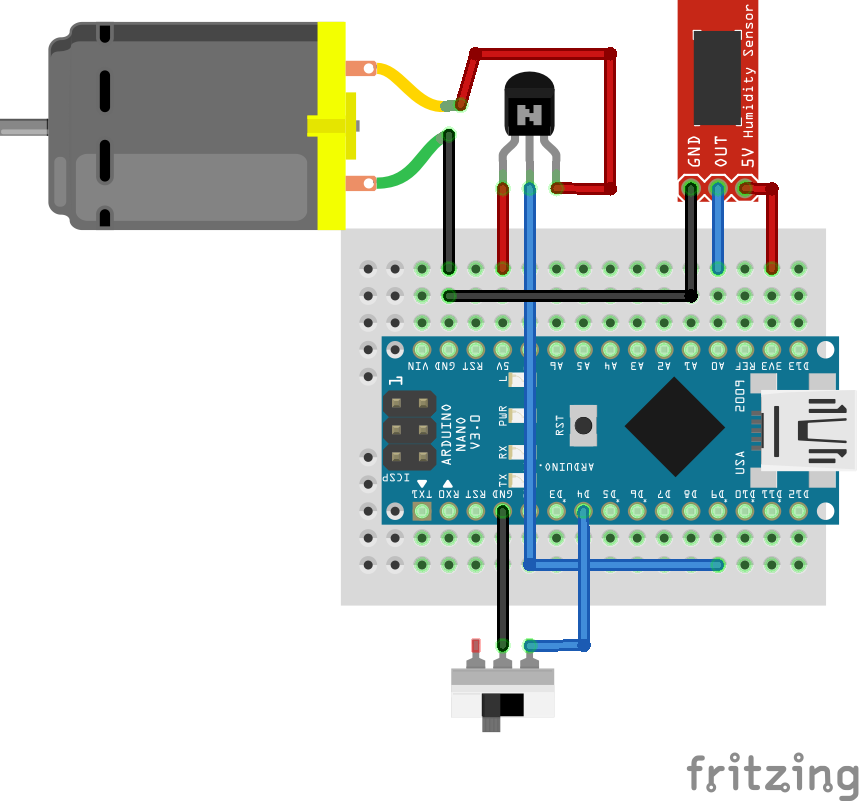 N
GND
OUT
5V Humidity Sensor
VIN GND RST 5V A6 A5 A4 A3 A2 A1 A0 REF 3V3 D13
1
L
PWR
RX
TX
ARDUINO
NANO
V3.0
RST
ARDUINO.
2009
USA
ICSP
TX1 RX0 RST GND D3 D4 D5 D6 D7 D8 D9 D10 D11 D12
fritzing